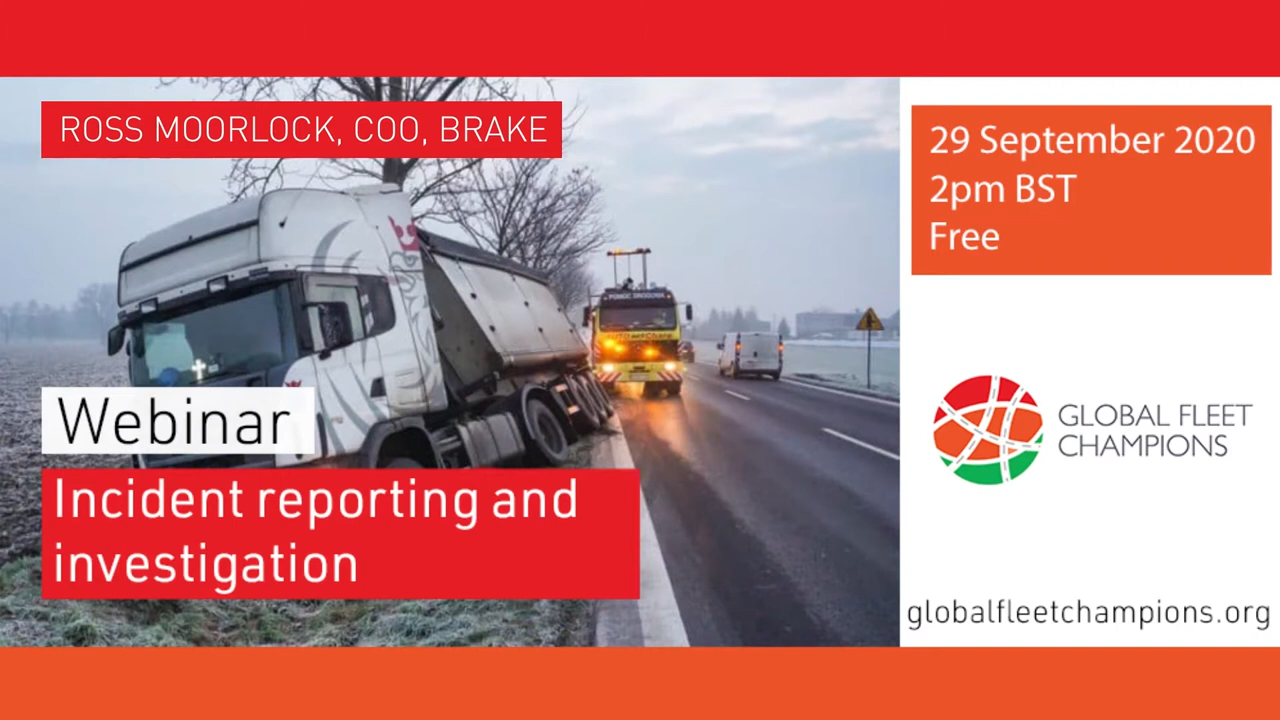 ROSS MOORLOCK, COO, BRAKE
Webinar
Incident reporting and
investigation
29 September 2020
2pm BST
Free
GLOBAL FLEET
CHAMPIONS
globalfleetchampions.org